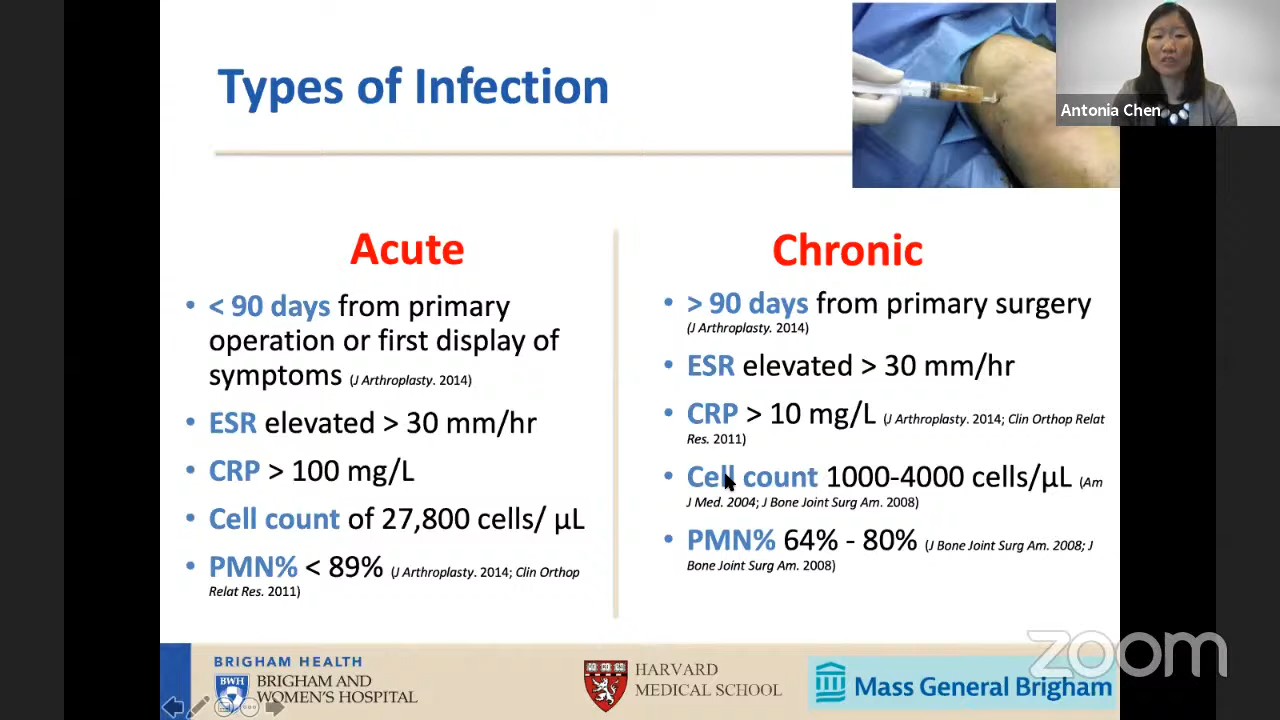 Types of Infection
Antonia Chen
Acute
• < 90 days from primary
operation or first display of
symptoms (J Arthroplasty. 2014)
• ESR elevated > 30 mm/hr
• CRP > 100 mg/L
• Cell count of 27,800 cells/ μL
• PMN% < 89% (J Arthroplasty. 2014; Clin Orthop
Relat Res. 2011)
Chronic
• > 90 days from primary surgery
(J Arthroplasty. 2014)
• ESR elevated > 30 mm/hr
• CRP > 10 mg/L (J Arthroplasty. 2014; Clin Orthop Relat
Res. 2011)
• Cell count 1000-4000 cells/μL (Am
J Med. 2004; J Bone Joint Surg Am. 2008)
• PMN% 64% - 80% (J Bone Joint Surg Am. 2008; J
Bone Joint Surg Am. 2008)
BRIGHAM HEALTH
BWH
BRIGHAM AND
WOMEN'S HOSPITAL
HARVARD
MEDICAL SCHOOL
Mass General Brigham
zoom